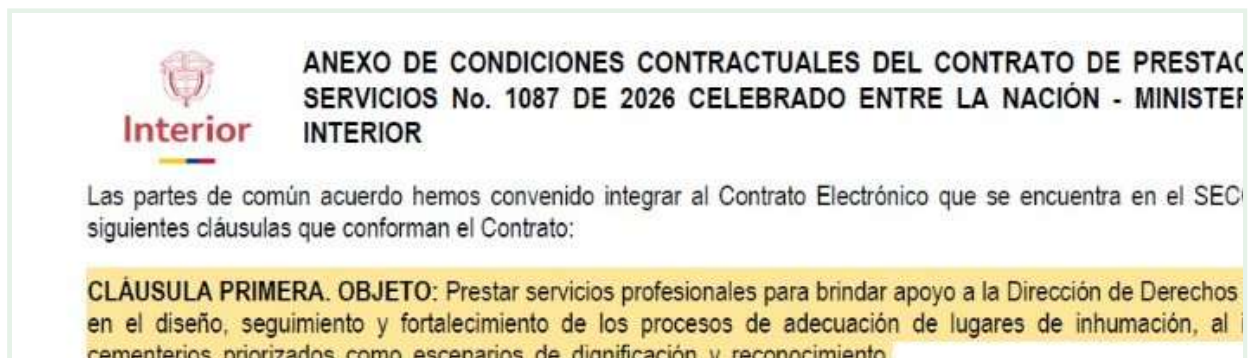 Interior
ANEXO DE CONDICIONES CONTRACTUALES DEL CONTRATO DE
SERVICIOS No. 1087 DE 2026 CELEBRADO ENTRE LA NACIÓN -
INTERIOR
Las partes de común acuerdo hemos convenido integrar al Contrato Electrónico que se encuentra en el
siguientes cláusulas que conforman el Contrato:
CLÁUSULA PRIMERA. OBJETO: Prestar servicios profesionales para brindar apoyo a la Dirección de Derechos
en el diseño, seguimiento y fortalecimiento de los procesos de adecuación de lugares de inhumación, al
cementerios priorizados como escenarios de dignificación y reconocimiento.